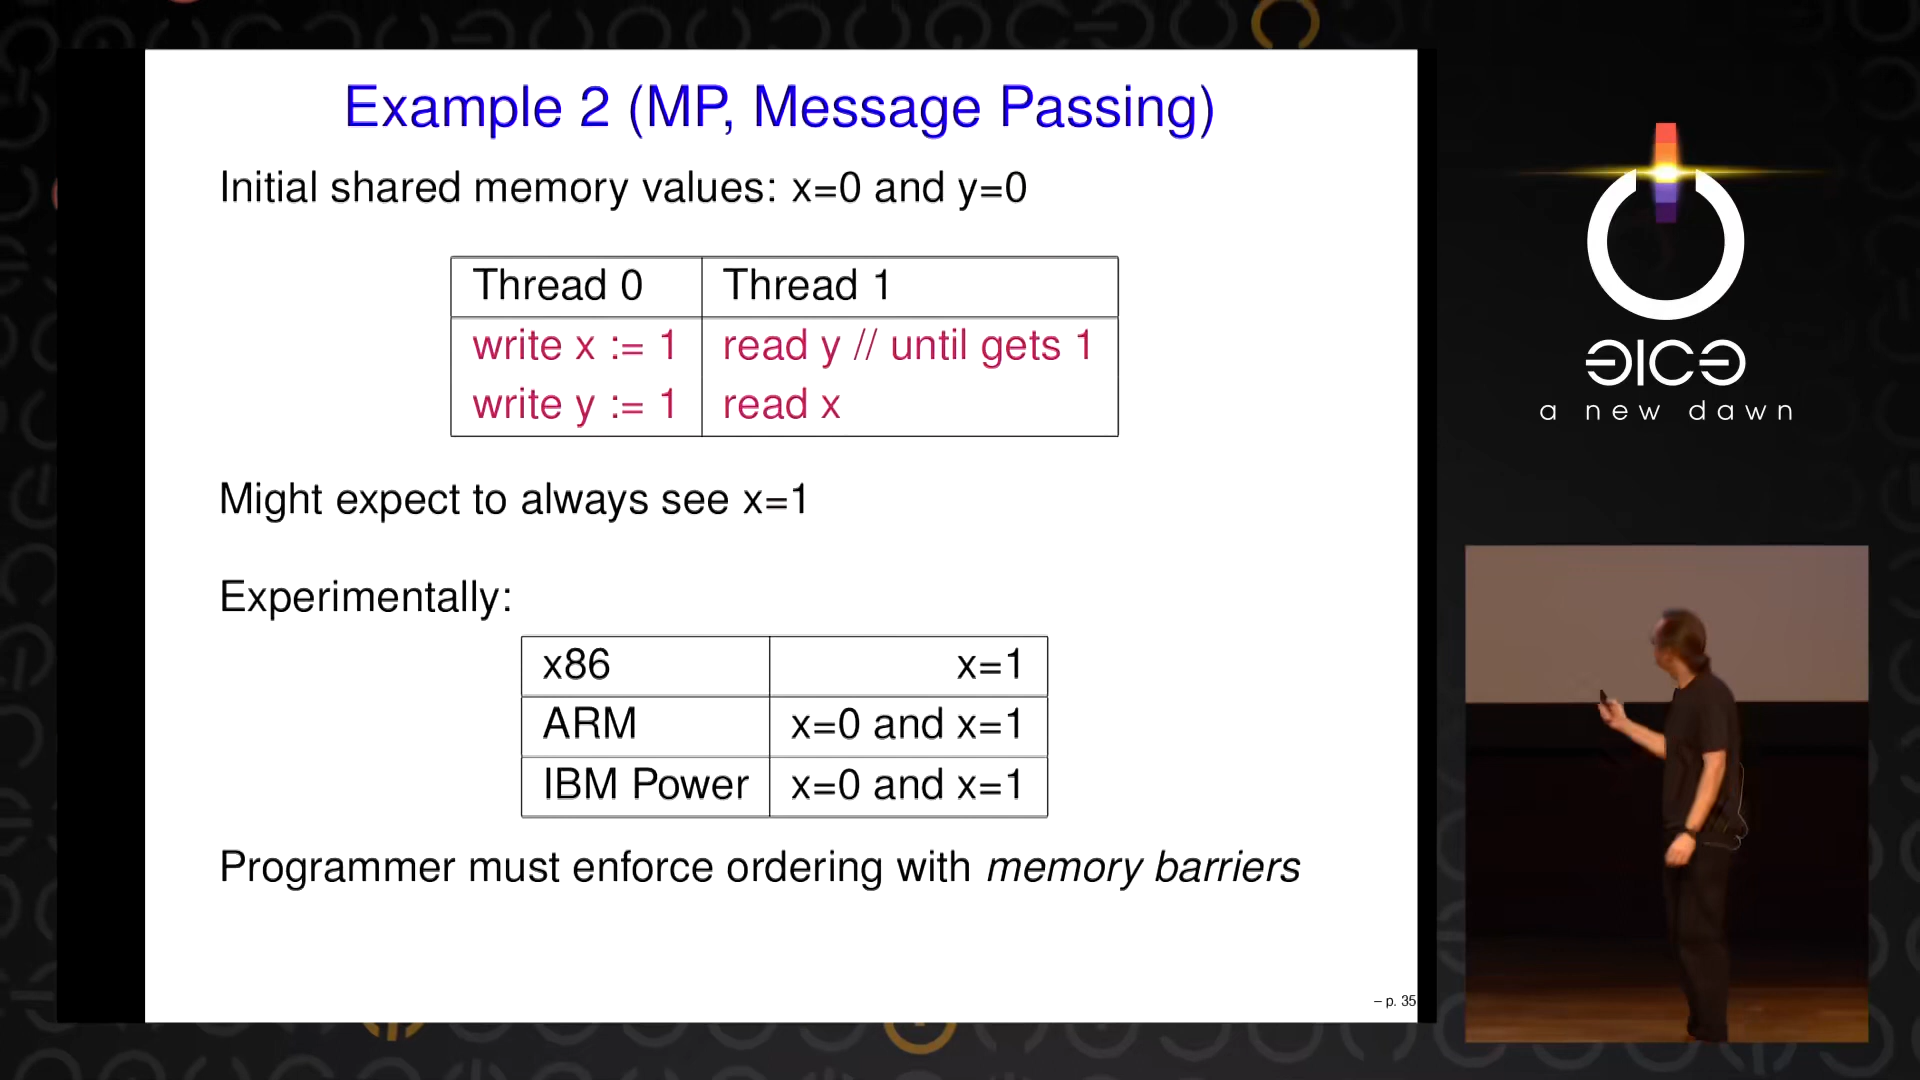 Example 2 (MP, Message Passing)
Initial shared memory values: x=0 and y=0
Thread 0 Thread 1
write x := 1 read y // until gets 1
write y := 1 read x
Might expect to always see x=1
Experimentally:
x86 x=1
ARM x=0 and x=1
IBM Power x=0 and x=1
Programmer must enforce ordering with memory barriers
– p. 35
a new dawn